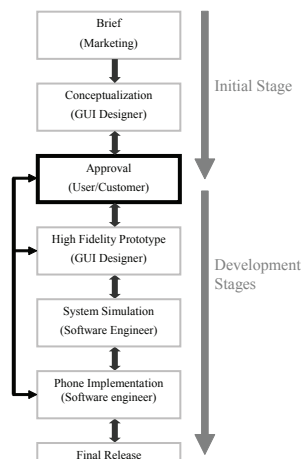 Brief
(Marketing)
Conceptualization
(GUI Designer)
Initial Stage
Approval
(User/Customer)
High Fidelity Prototype
(GUI Designer)
Development
Stages
System Simulation
(Software Engineer)
Phone Implementation
(Software engineer)
Final Release